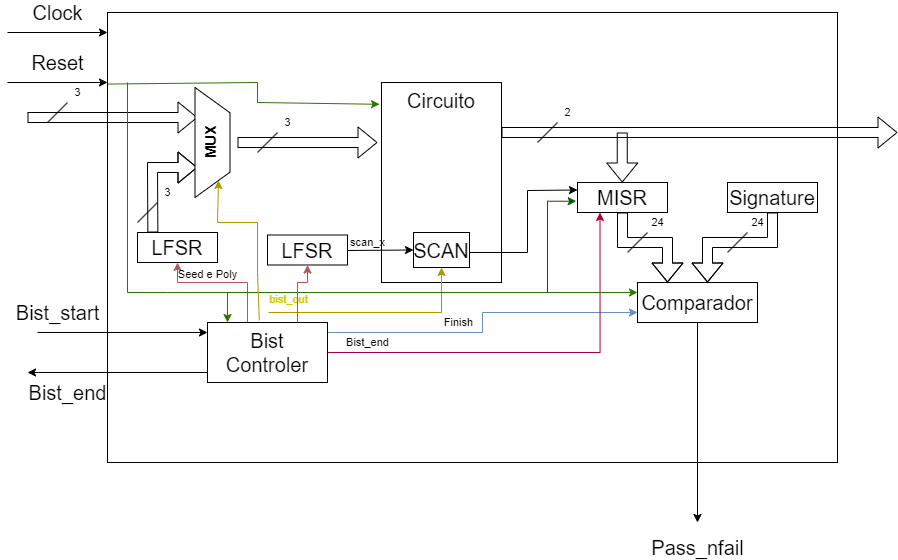 Clock
Reset
3
3
MUX
3
LFSR
Seed e Poly
LFSR
scan_x
Circuito
SCAN
2
MISR
Signature
24
24
Comparador
bist_out
Bist_start
Bist
Controler
Finish
Bist_end
Bist_end
Pass_nfail